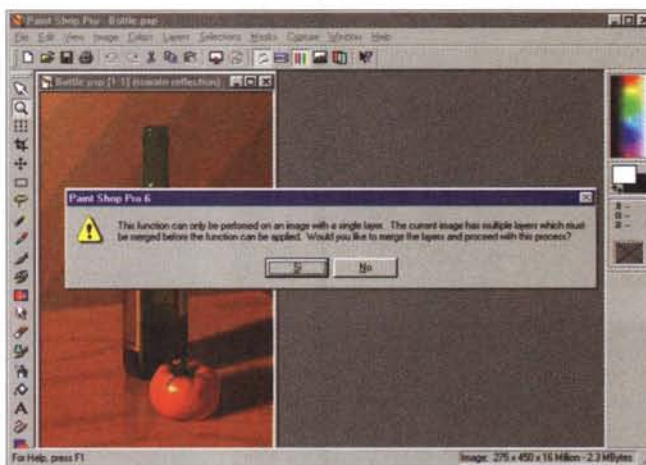 Paint Shop Pro - Bottle.psp
File Edit View Image Colors Layers Selections Masks Capture Window Help
Bottle.psp [1:1] (tomato reflection)
Paint Shop Pro 6
This function can only be performed on an image with a single layer. The current image has multiple layers which must
be merged before the function can be applied. Would you like to merge the layers and proceed with this process?
Sì
No
For Help, press F1
Image: 275 x 450 x 16 Million - 2.3 MBytes